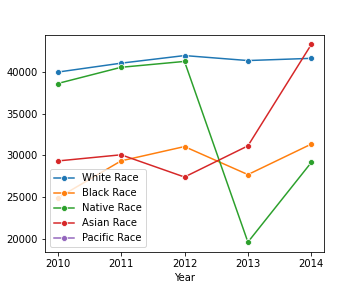 40000
35000
30000
25000
20000
White Race
Black Race
Native Race
Asian Race
Pacific Race
2010 2011 2012 2013 2014
Year